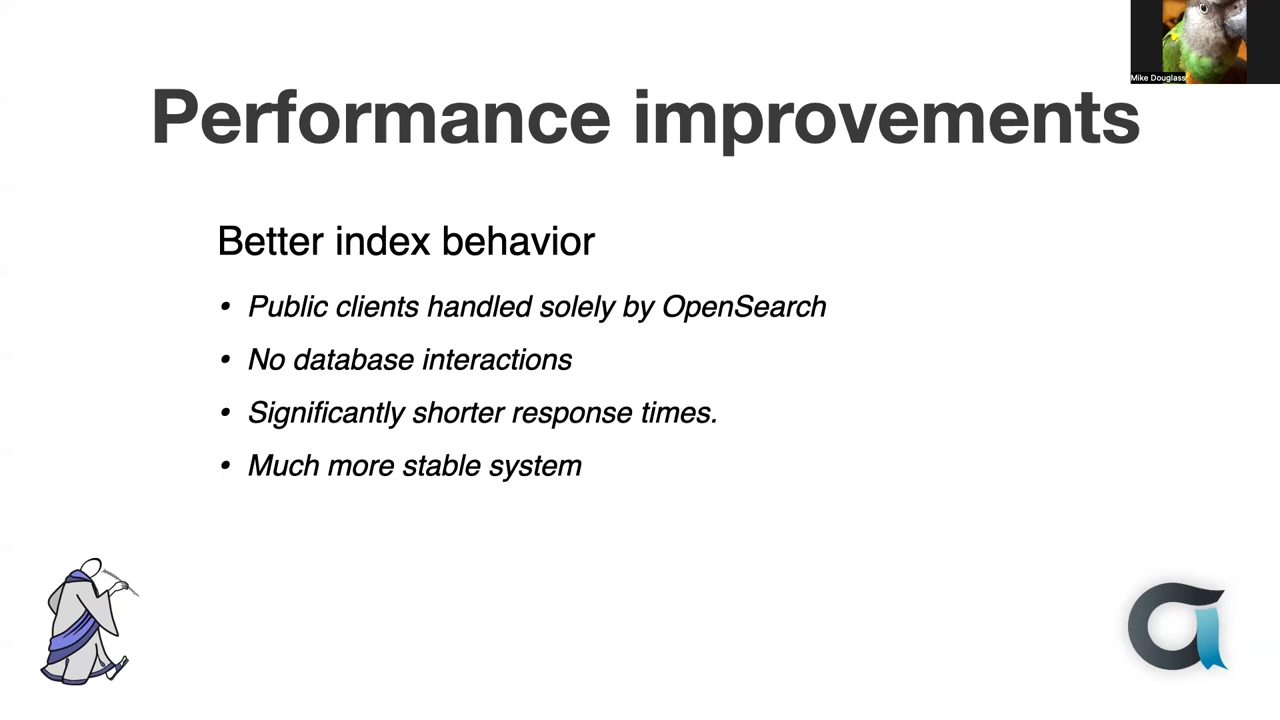 Mike Douglass
Performance improvements
Better index behavior
• Public clients handled solely by OpenSearch
• No database interactions
• Significantly shorter response times.
• Much more stable system